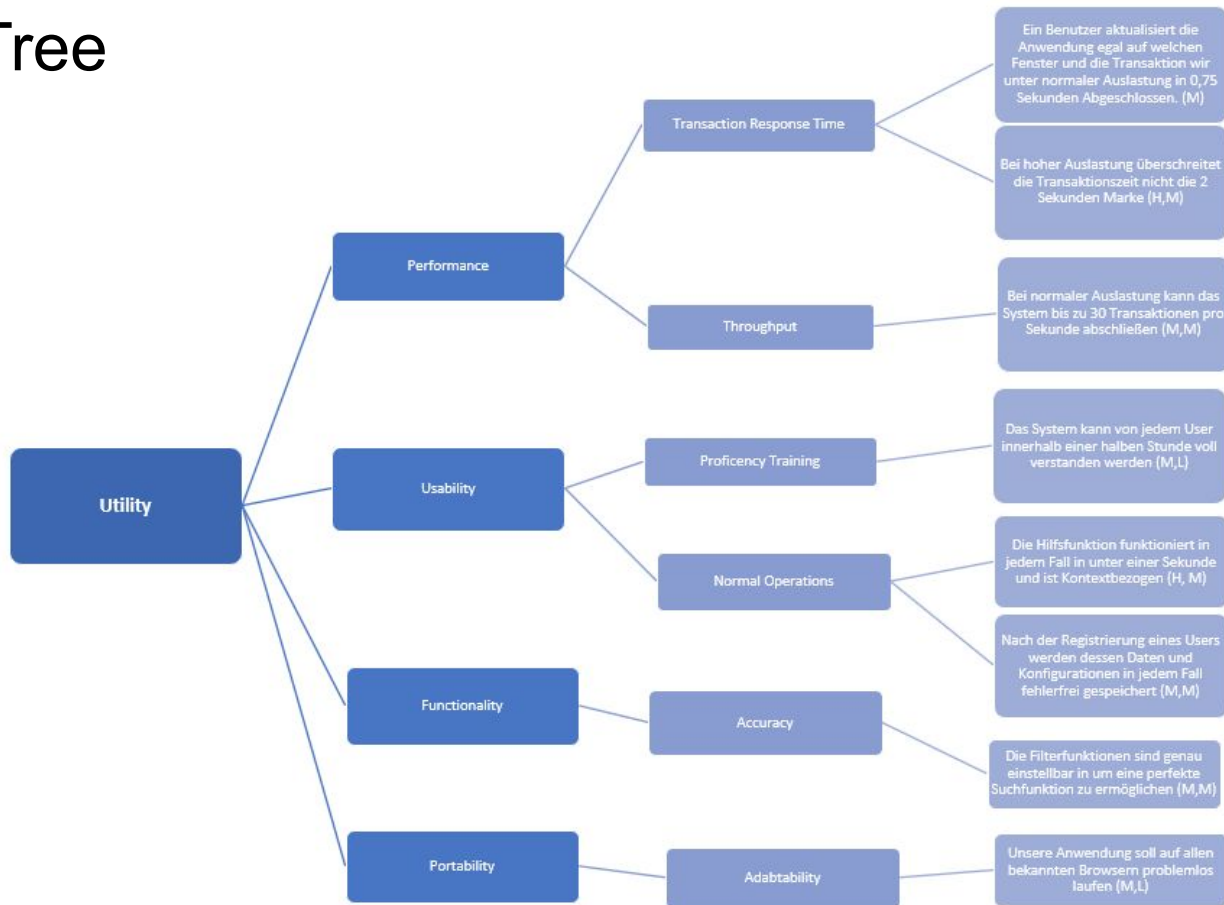 Tree
Utility
Performance
Transaction Response Time
Ein Benutzer aktualisiert die
Anwendung egal auf welchen
Fenster und die Transaktion wir
unter normaler Auslastung in 0,75
Sekunden Abgeschlossen. (M)
Bei hoher Auslastung überschreitet
die Transaktionszeit nicht die 2
Sekunden Marke (H,M)
Throughput
Bei normaler Auslastung kann das
System bis zu 30 Transaktionen pro
Sekunde abschließen (M,M)
Usability
Proficency Training
Das System kann von jedem User
innerhalb einer halben Stunde voll
verstanden werden (M,L)
Normal Operations
Die Hilfsfunktion funktioniert in
jedem Fall in unter einer Sekunde
und ist Kontextbezogen (H, M)
Nach der Registrierung eines Users
werden dessen Daten und
Konfigurationen in jedem Fall
fehlerfrei gespeichert (M,M)
Functionality
Accuracy
Die Filterfunktionen sind genau
einstellbar in um eine perfekte
Suchfunktion zu ermöglichen (M,M)
Portability
Adabtability
Unsere Anwendung soll auf allen
bekannten Browsern problemlos
laufen (M,L)